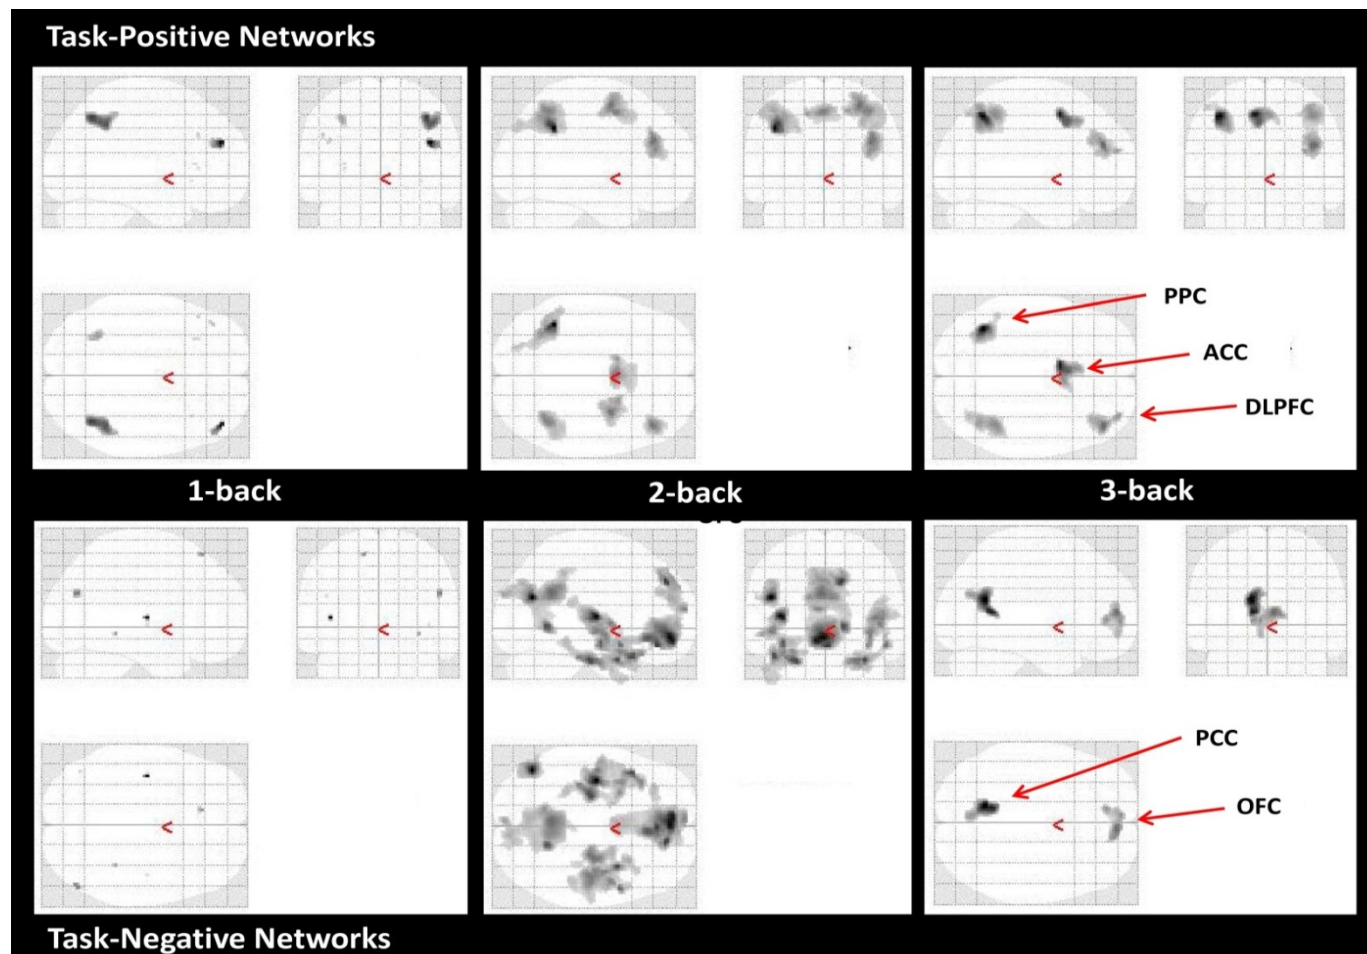 Task-Positive Networks
PPC
ACC
DLPFC
1-back
2-back
3-back
PCC
OFC
Task-Negative Networks